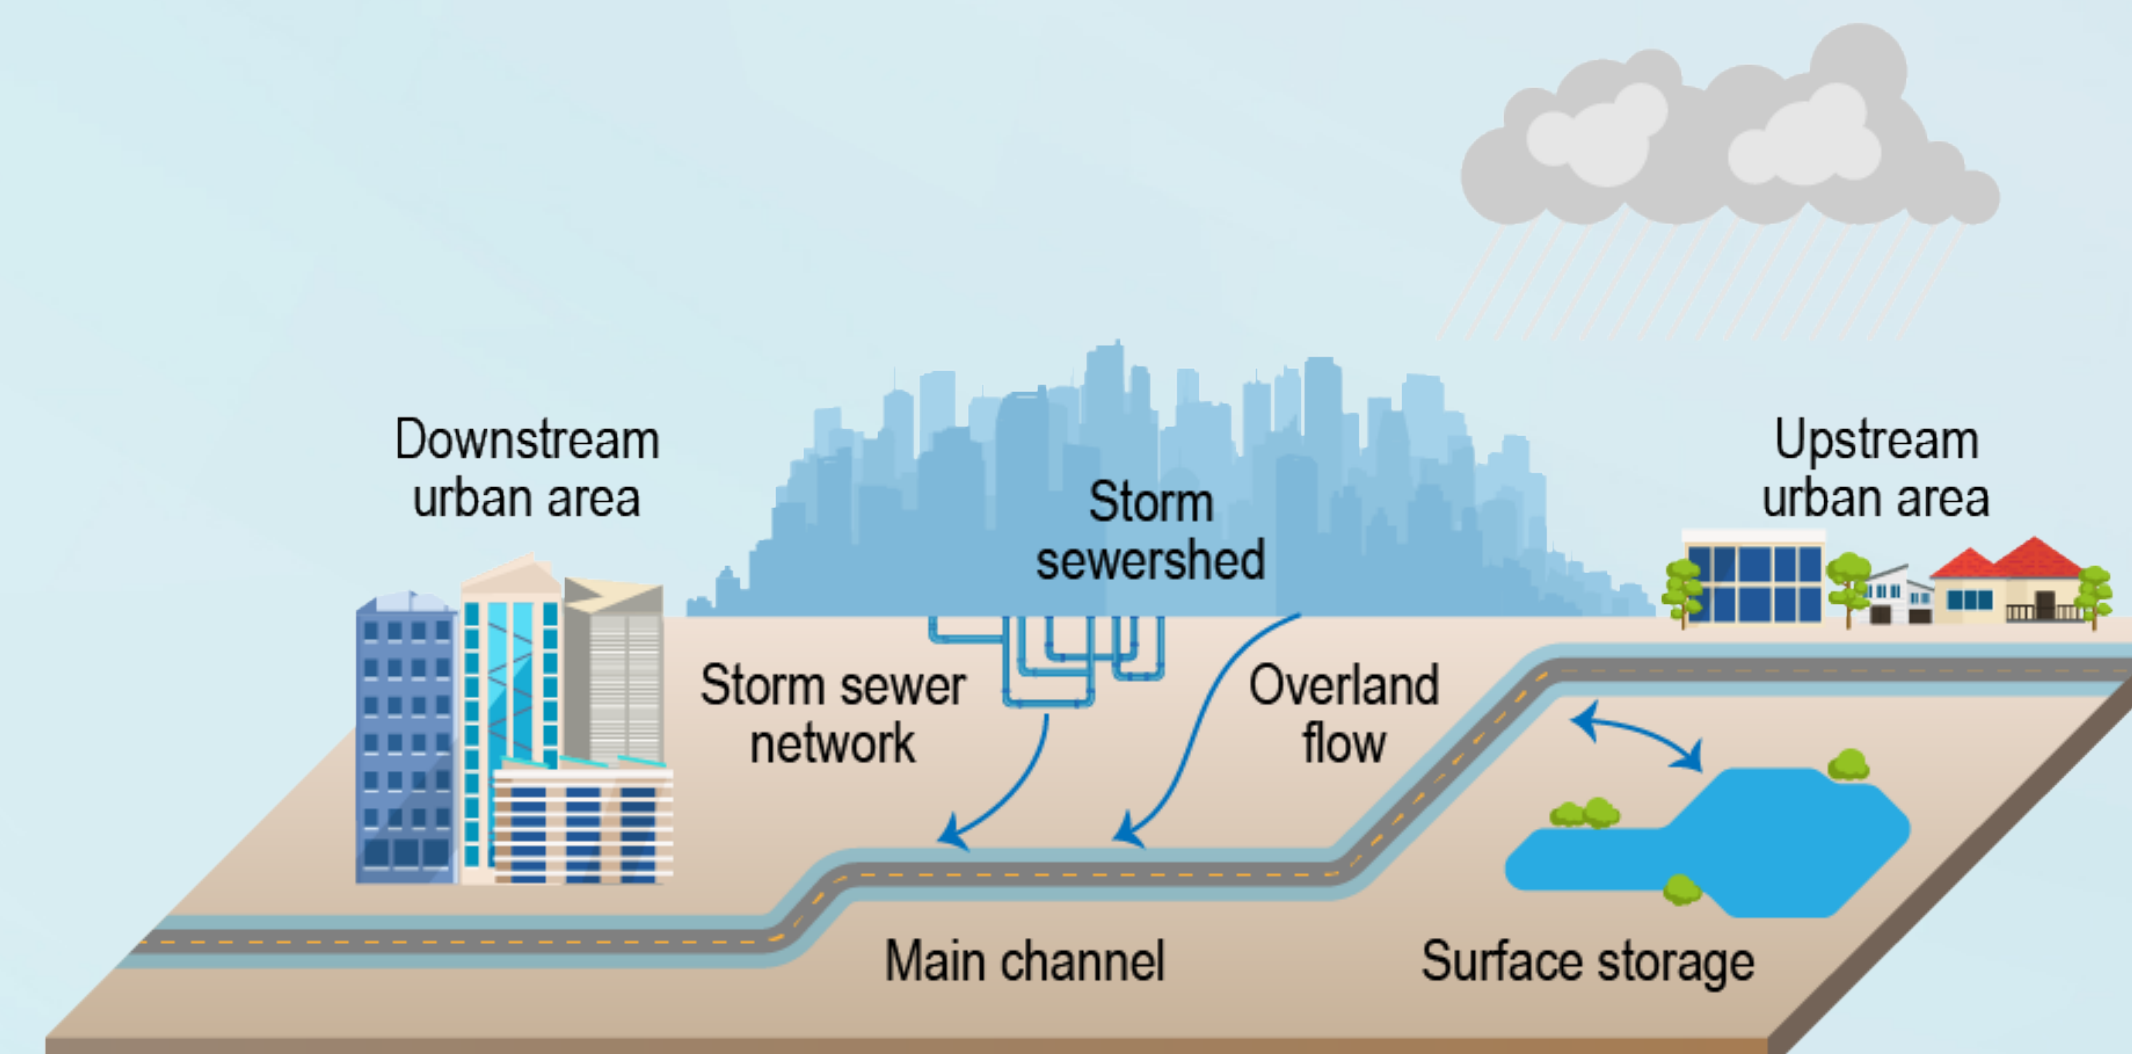 Downstream
urban area
Storm
sewershed
Upstream
urban area
Storm sewer
network
Overland
flow
Main channel
Surface storage